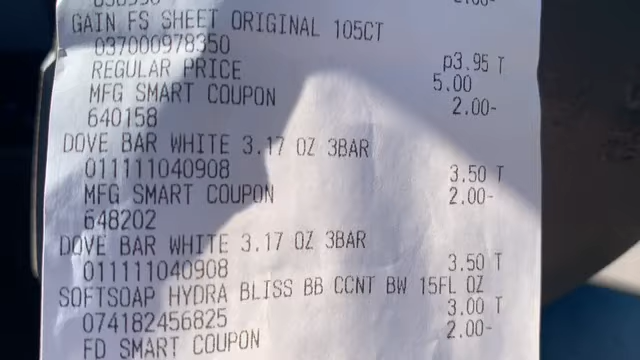 2.00-
GAIN FS SHEET ORIGINAL 105CT
037000978350 p3.95 T
REGULAR PRICE 5.00
MFG SMART COUPON 2.00-
640158
DOVE BAR WHITE 3.17 OZ 3BAR
011111040908 3.50 T
MFG SMART COUPON 2.00-
648202
DOVE BAR WHITE 3.17 OZ 3BAR
011111040908 3.50 T
SOFTSOAP HYDRA BLISS BB CCNT BW 15FL OZ
074182456825 3.00 T
FD SMART COUPON 2.00-